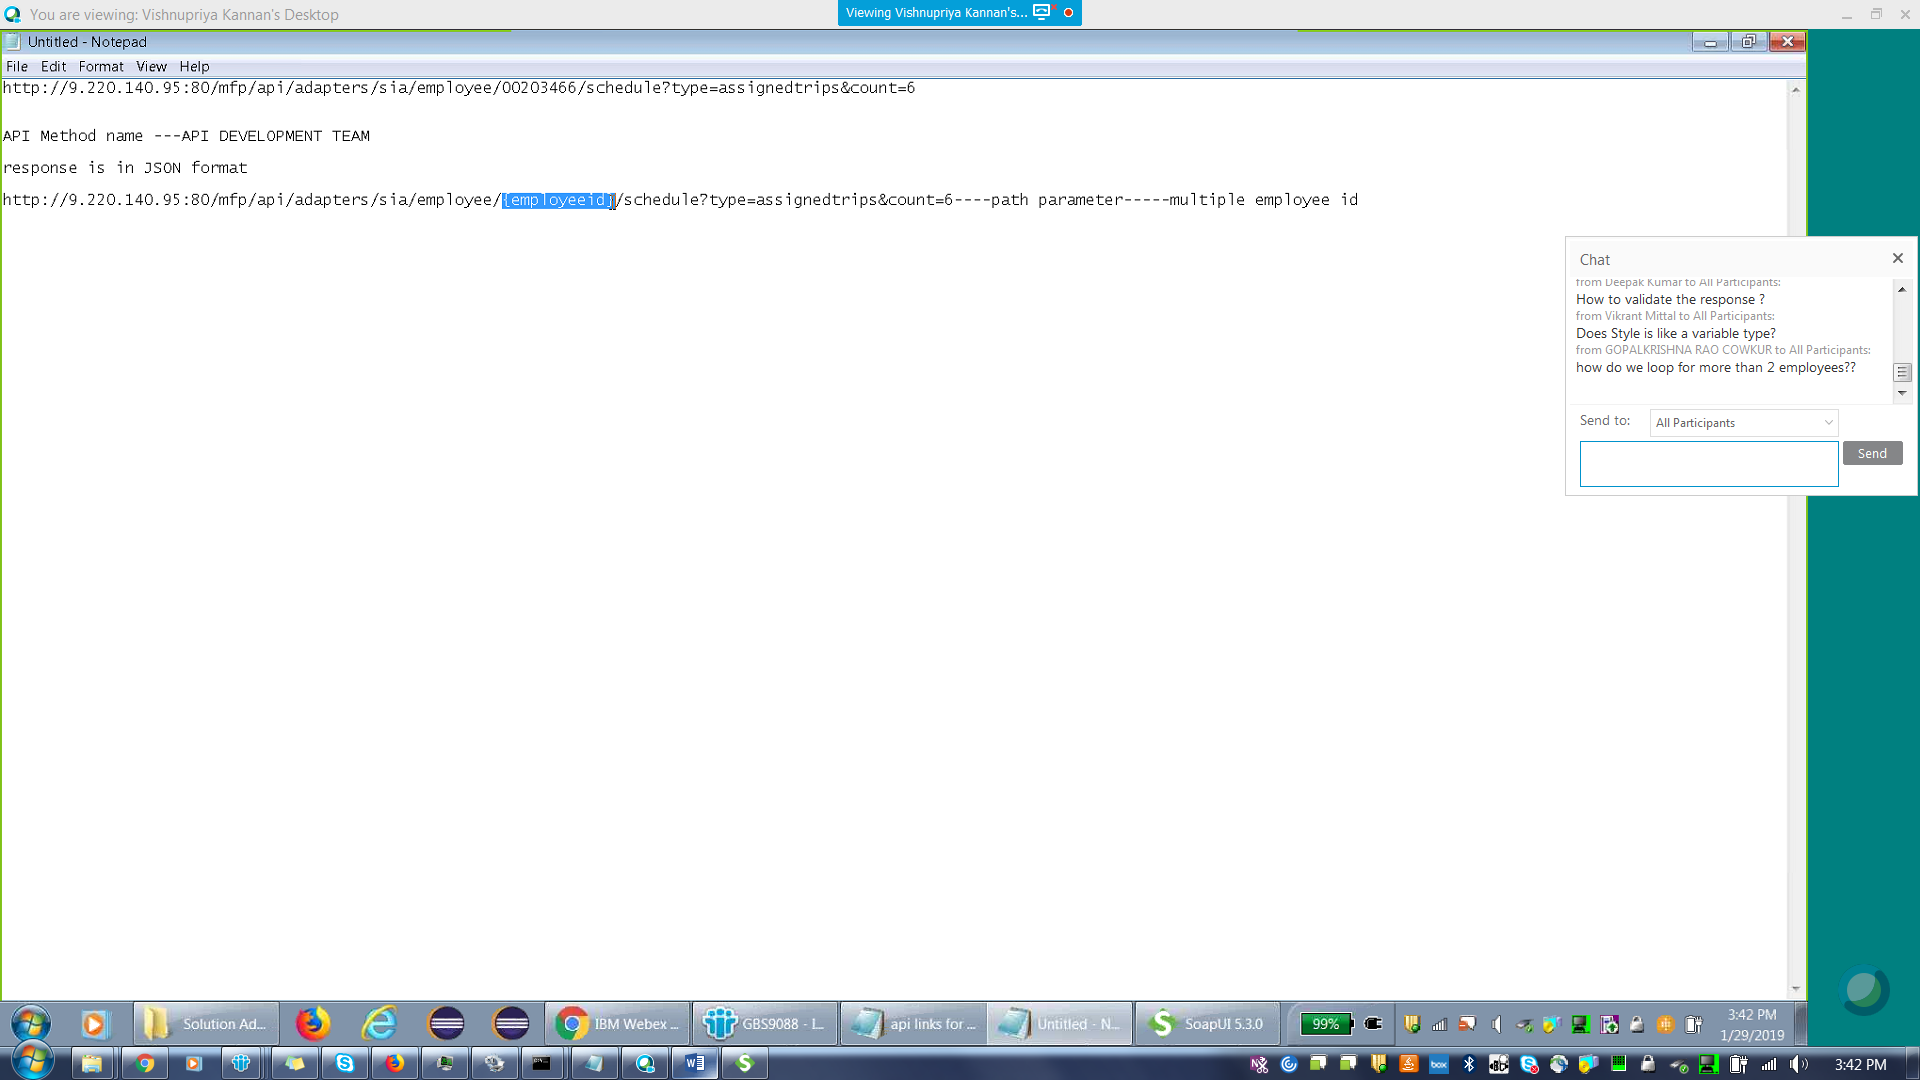 You are viewing: Vishnupriya Kannan's Desktop
Viewing Vishnupriya Kannan's...
Untitled - Notepad
File Edit Format View Help
http://9.220.140.95:80/mfp/api/adapters/sia/employee/00203466/schedule?type=assignedtrips&count=6
API Method name ---API DEVELOPMENT TEAM
response is in JSON format
http://9.220.140.95:80/mfp/api/adapters/sia/employee/{employeeid}/schedule?type=assignedtrips&count=6----path parameter-----multiple employee id
Chat
from Deepak Kumar to All Participants:
How to validate the response ?
from Vikrant Mittal to All Participants:
Does Style is like a variable type?
from GOPALKRISHNA RAO COWKUR to All Participants:
how do we loop for more than 2 employees??
Send to: All Participants
Send
Solution Ad...
IBM Webex ...
GBS9088 - I...
api links for ...
Untitled - N...
SoapUI 5.3.0
99%
3:42 PM
1/29/2019
box
3:42 PM